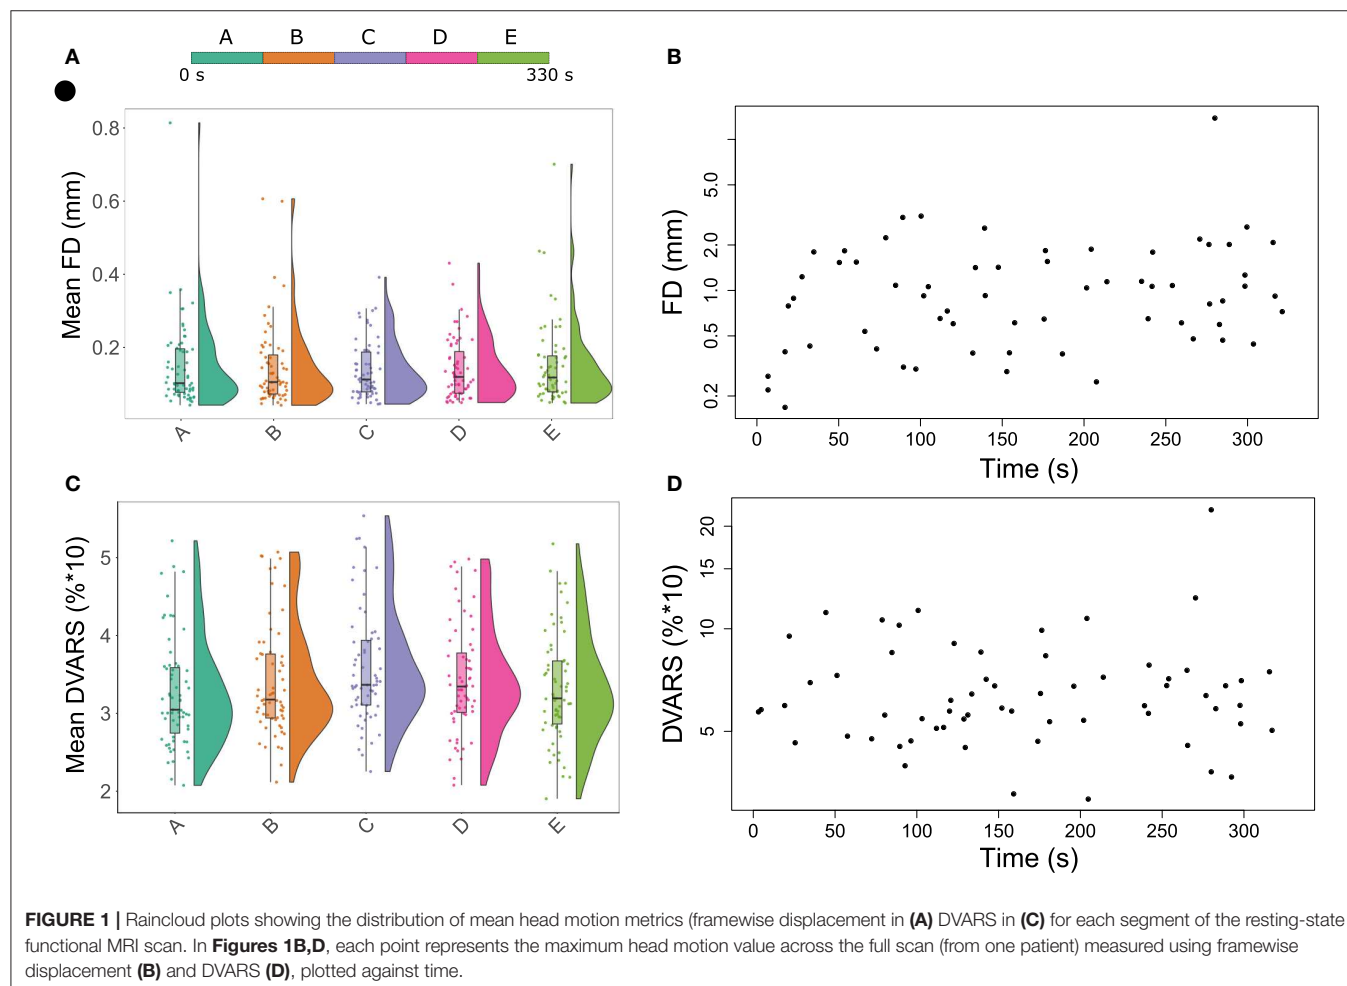 A
A B C D E
0 s 330 s
Mean FD (mm)
0.8
0.6
0.4
0.2
A B C D E
B
FD (mm)
5.0
2.0
1.0
0.5
0.2
0 50 100 150 200 250 300
Time (s)
C
Mean DVARS (%*10)
5
4
3
2
A B C D E
D
DVARS (%*10)
20
15
10
5
0 50 100 150 200 250 300
Time (s)
FIGURE 1 | Raincloud plots showing the distribution of mean head motion metrics (framewise displacement in (A) DVARS in (C) for each segment of the resting-state
functional MRI scan. In Figures 1B,D, each point represents the maximum head motion value across the full scan (from one patient) measured using framewise
displacement (B) and DVARS (D), plotted against time.